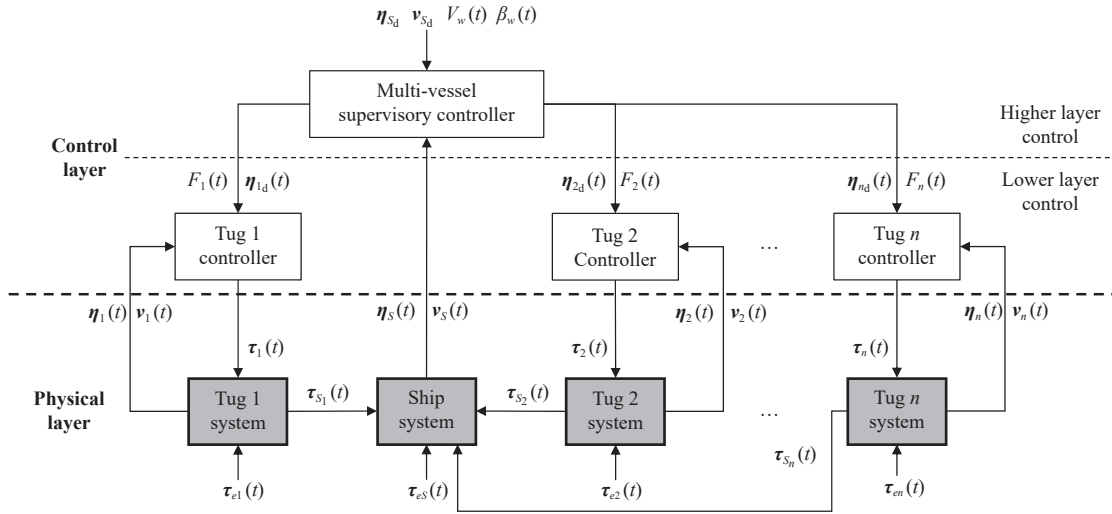 η_{S_d} v_{S_d} V_w(t) β_w(t)
Multi-vessel
supervisory controller
Higher layer
control
Control
layer
F_1(t) η_{1_d}(t)
η_{2_d}(t) F_2(t)
η_{n_d}(t) F_n(t)
Lower layer
control
Tug 1
controller
Tug 2
Controller
...
Tug n
controller
η_1(t) v_1(t)
η_S(t) v_S(t)
η_2(t) v_2(t)
η_n(t) v_n(t)
τ_1(t)
τ_2(t)
τ_n(t)
Physical
layer
Tug 1
system
τ_{S_1}(t)
Ship
system
τ_{S_2}(t)
Tug 2
system
...
τ_{S_n}(t)
Tug n
system
τ_{e1}(t)
τ_{eS}(t)
τ_{e2}(t)
τ_{en}(t)